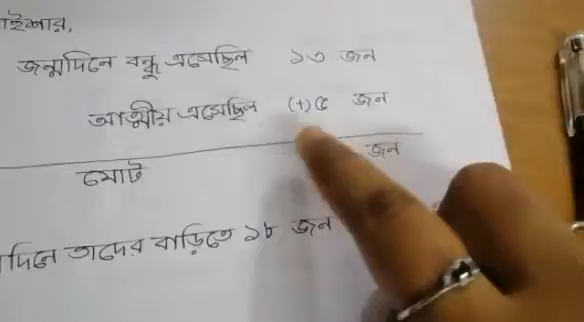 াইশার,
জন্মদিনে বন্ধু এসেছিল ১৩ জন
আত্মীয় এসেছিল (+) ৫ জন
মোট জন
দিনে তাদের বাড়িতে ১৮ জন